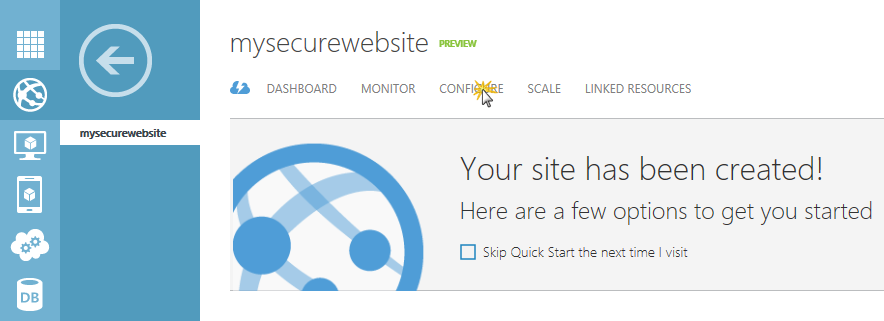 mysecurewebsite PREVIEW
DASHBOARD MONITOR CONFIGURE SCALE LINKED RESOURCES
mysecurewebsite
Your site has been created!
Here are a few options to get you started
Skip Quick Start the next time I visit
DB